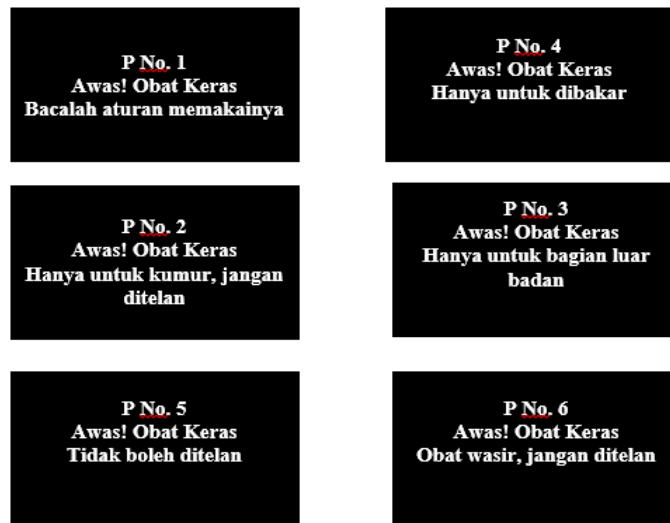 P No. 1
Awas! Obat Keras
Bacalah aturan memakainya
P No. 4
Awas! Obat Keras
Hanya untuk dibakar
P No. 2
Awas! Obat Keras
Hanya untuk kumur, jangan
ditelan
P No. 3
Awas! Obat Keras
Hanya untuk bagian luar
badan
P No. 5
Awas! Obat Keras
Tidak boleh ditelan
P No. 6
Awas! Obat Keras
Obat wasir, jangan ditelan